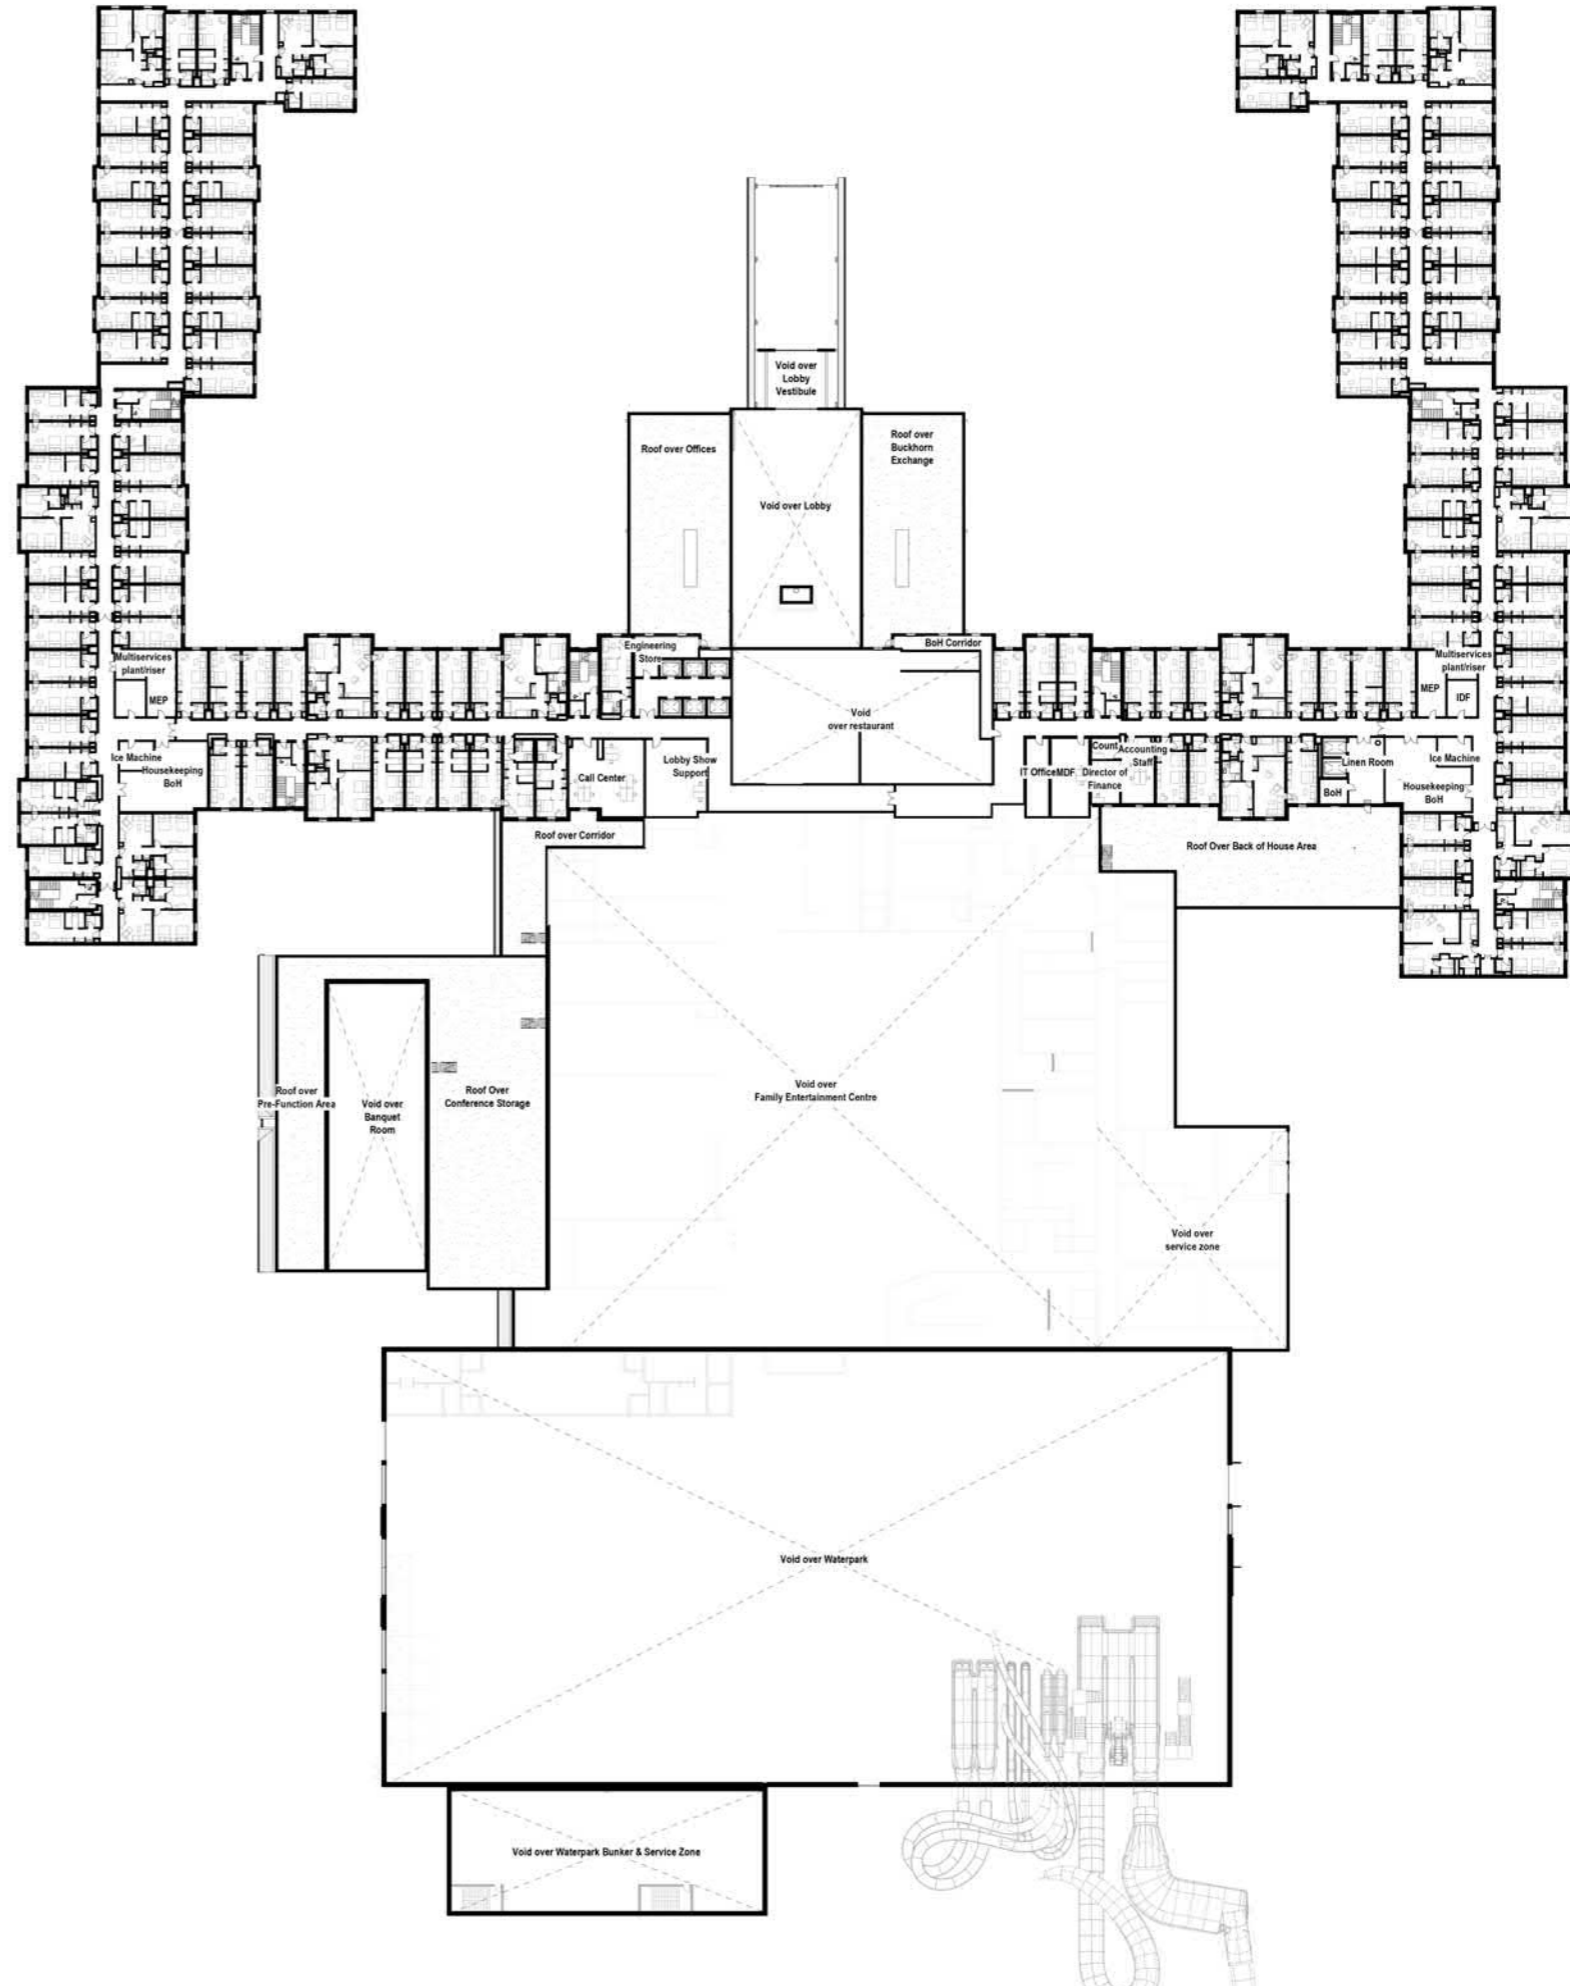 Void over
Lobby
Vestibule
Roof over Offices
Roof over
Buckhorn
Exchange
Void over Lobby
Engineering
Store
BoH Corridor
Multiservices
plant/riser
MEP
Void
over restaurant
Multiservices
plant/riser
MEP
IDF
Ice Machine
Housekeeping
BoH
Call Center
Lobby Show
Support
IT Office
MDF
Count
Accounting
Staff
Director of
Finance
Linen Room
BoH
Ice Machine
Housekeeping
BoH
Roof over Corridor
Roof Over Back of House Area
Roof over
Pre-Function Area
Void over
Banquet
Room
Roof Over
Conference Storage
Void over
Family Entertainment Centre
Void over
service zone
Void over Waterpark
Void over Waterpark Bunker & Service Zone